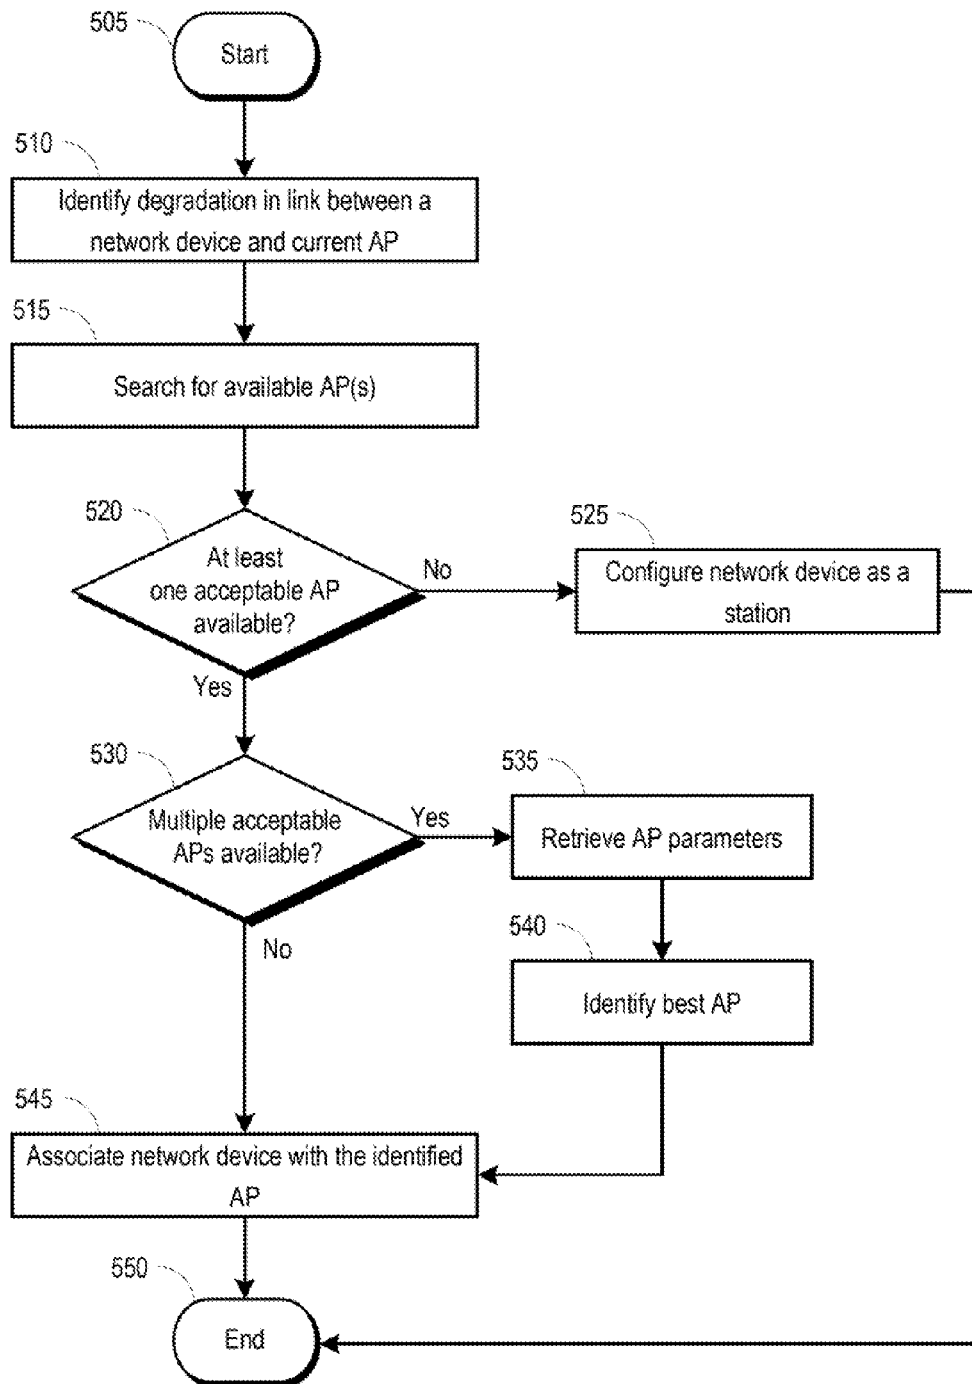 505
Start
510
Identify degradation in link between a
network device and current AP
515
Search for available AP(s)
520
At least
one acceptable AP
available?
No
525
Configure network device as a
station
Yes
530
Multiple acceptable
APs available?
Yes
535
Retrieve AP parameters
No
540
Identify best AP
545
Associate network device with the identified
AP
550
End